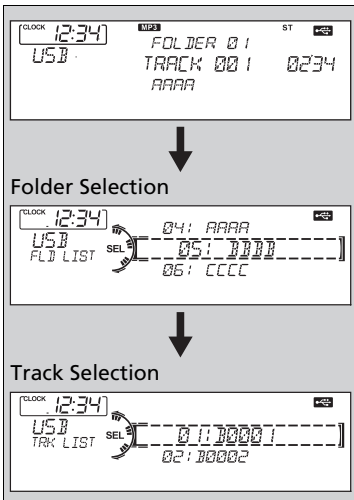 CLOCK 12:34 MP3 ST
USB FOLDER 01
TRACK 001 02'34
AAAA
Folder Selection
CLOCK 12:34
04: AAAA
USB SEL 05: BBBB
FLD LIST
06: CCCC
Track Selection
CLOCK 12:34
USB SEL 01: B0001
TRK LIST
02: B0002